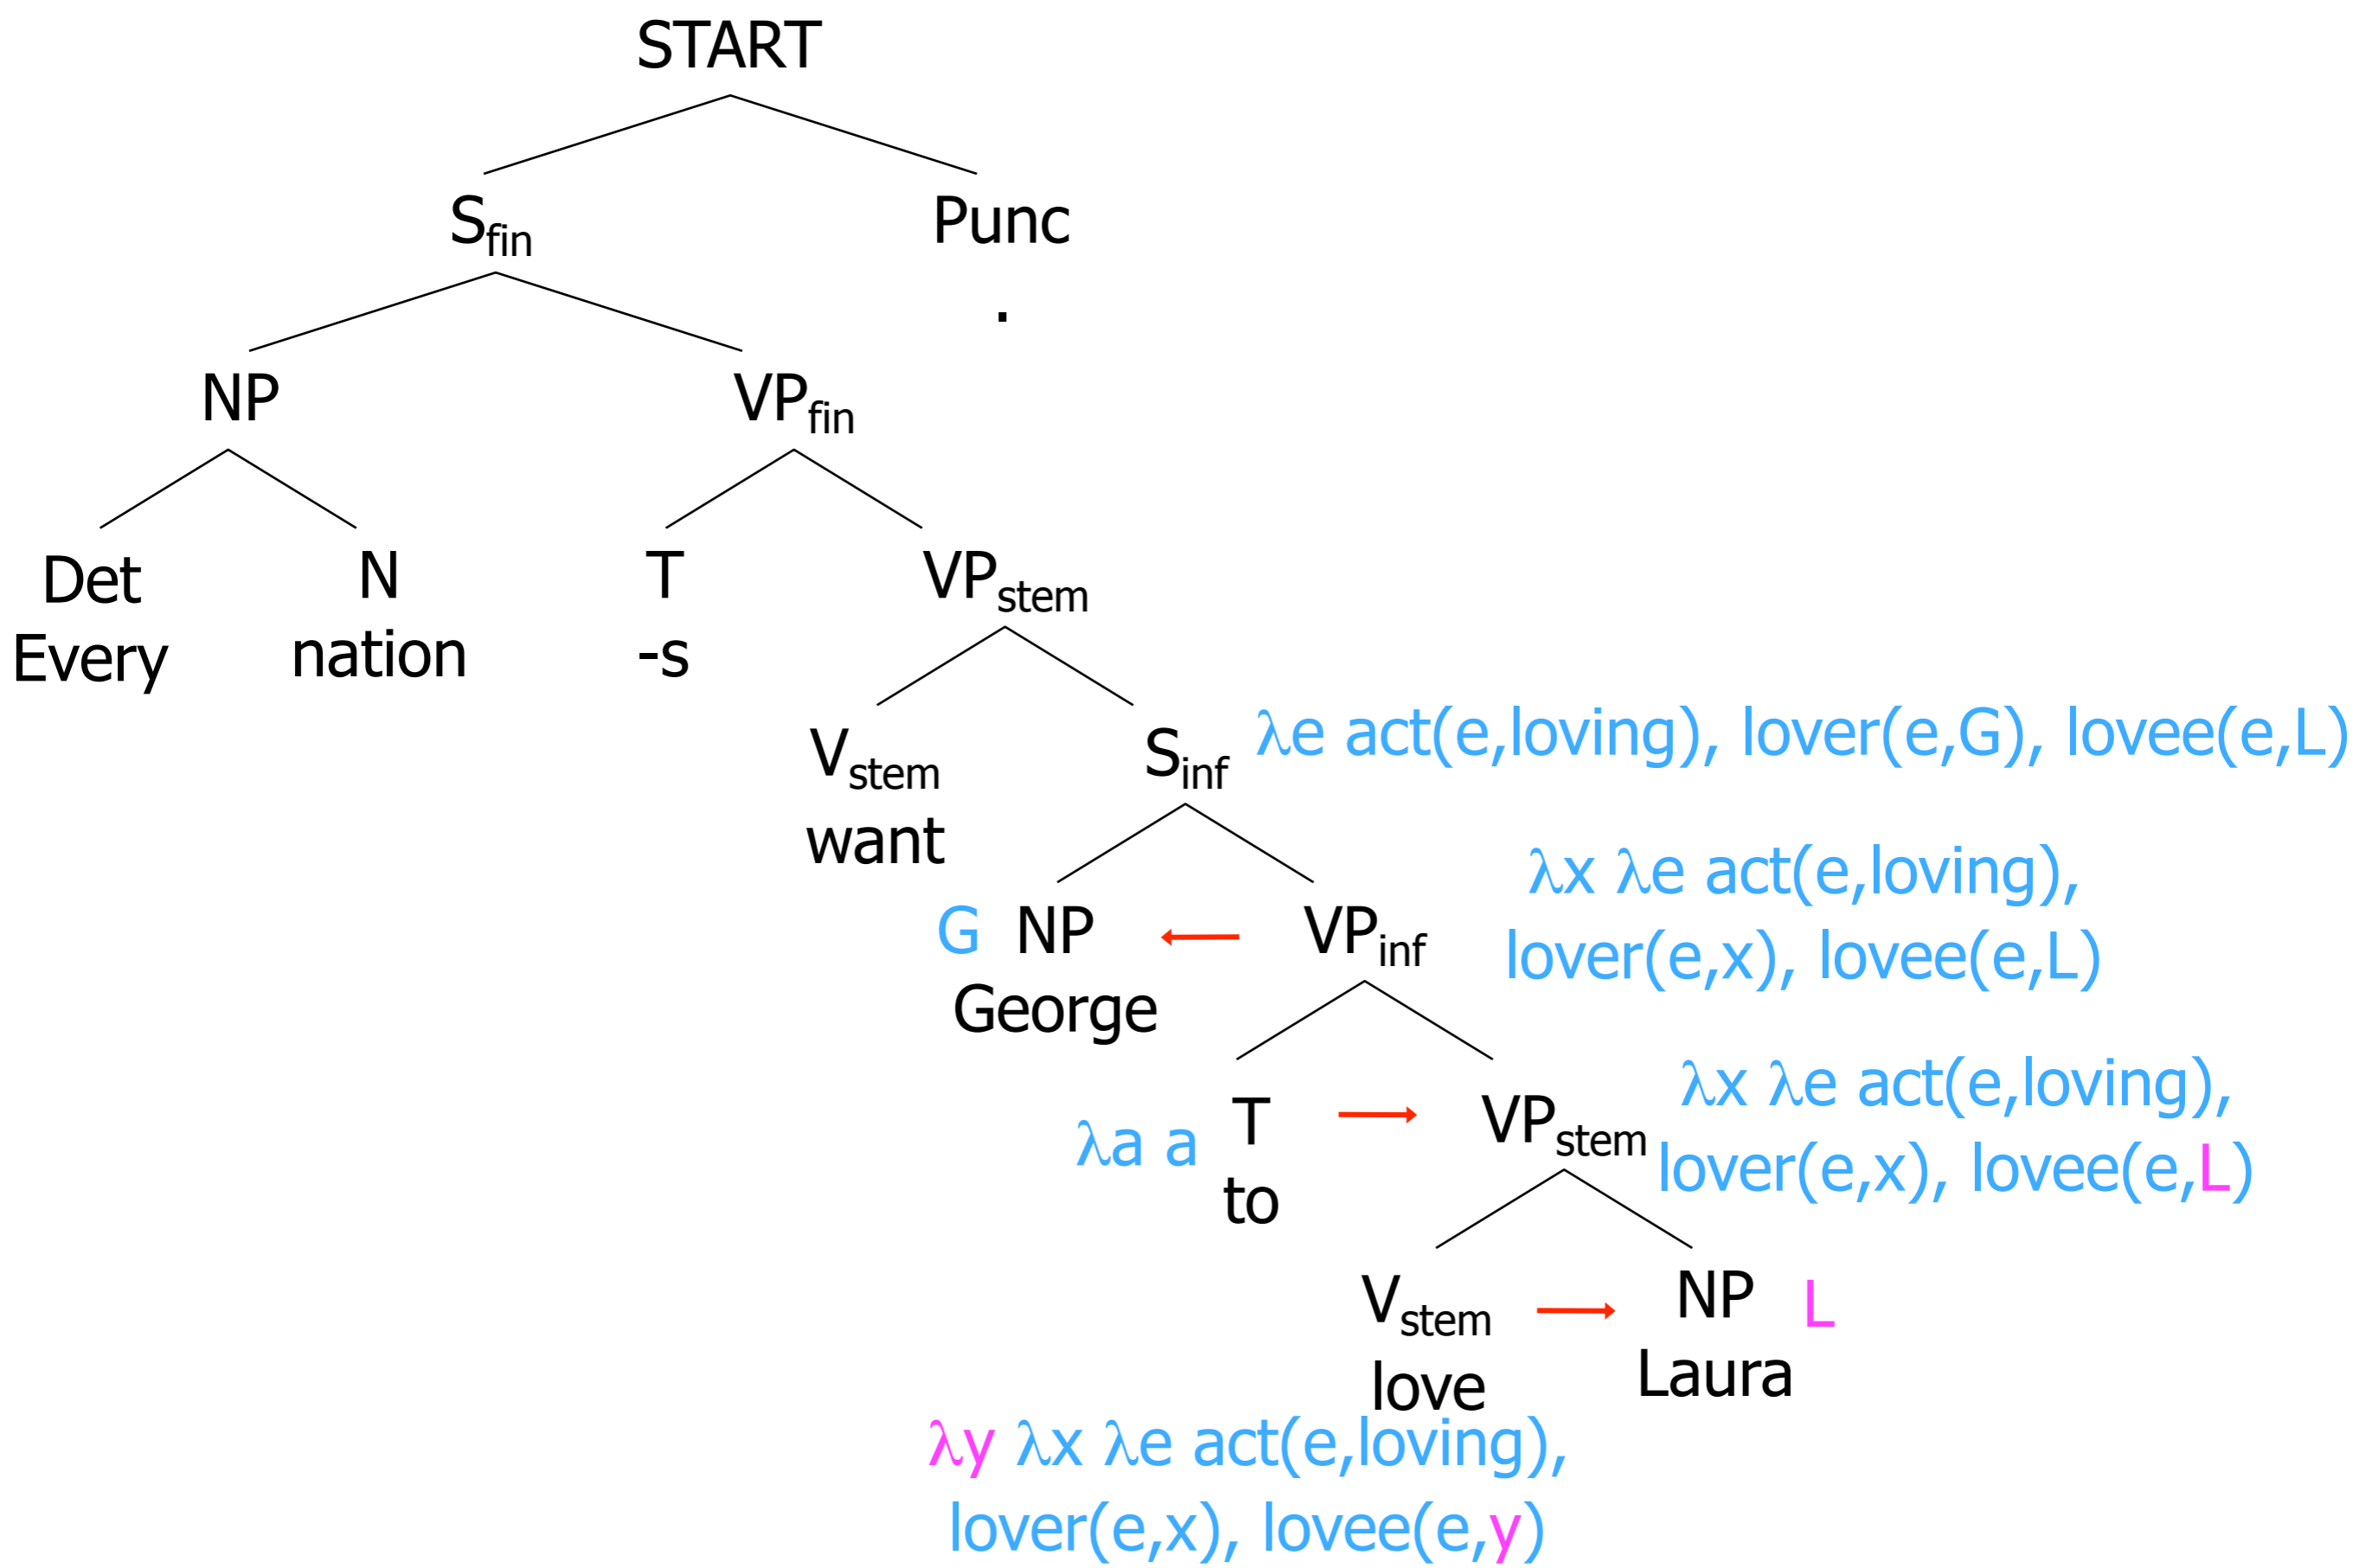 START
Sfin Punc
.
NP VPfin
Det N T VPstem
Every nation -s
Vstem Sinf λe act(e,loving), lover(e,G), lovee(e,L)
want
λx λe act(e,loving),
G NP VPinf lover(e,x), lovee(e,L)
George
λx λe act(e,loving),
λa a T VPstem lover(e,x), lovee(e,L)
to
Vstem NP L
love Laura
λy λx λe act(e,loving),
lover(e,x), lovee(e,y)